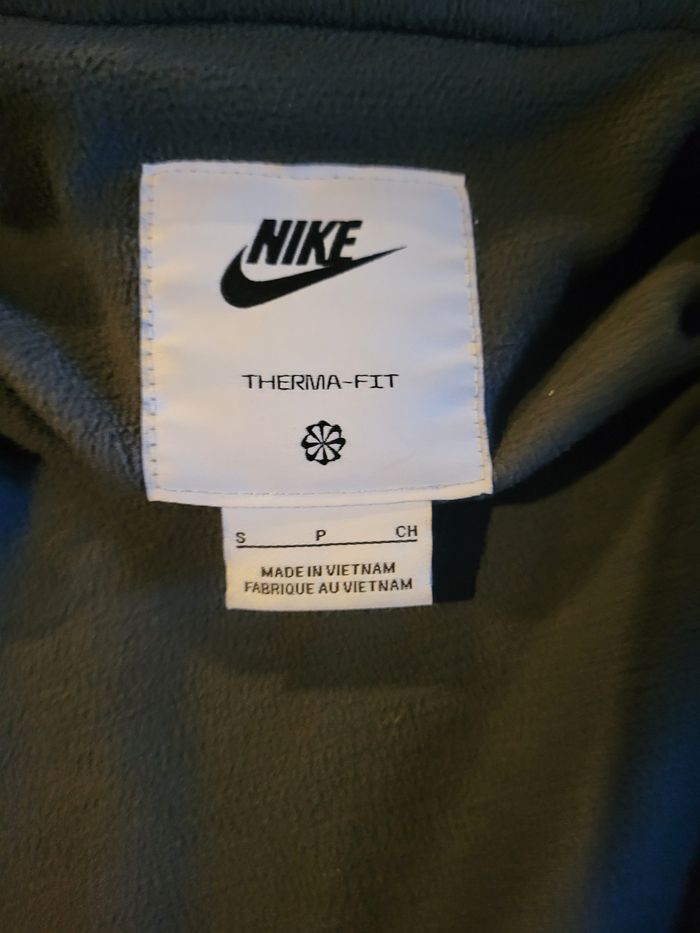 NIKE
THERMA-FIT
S P CH
MADE IN VIETNAM
FABRIQUE AU VIETNAM